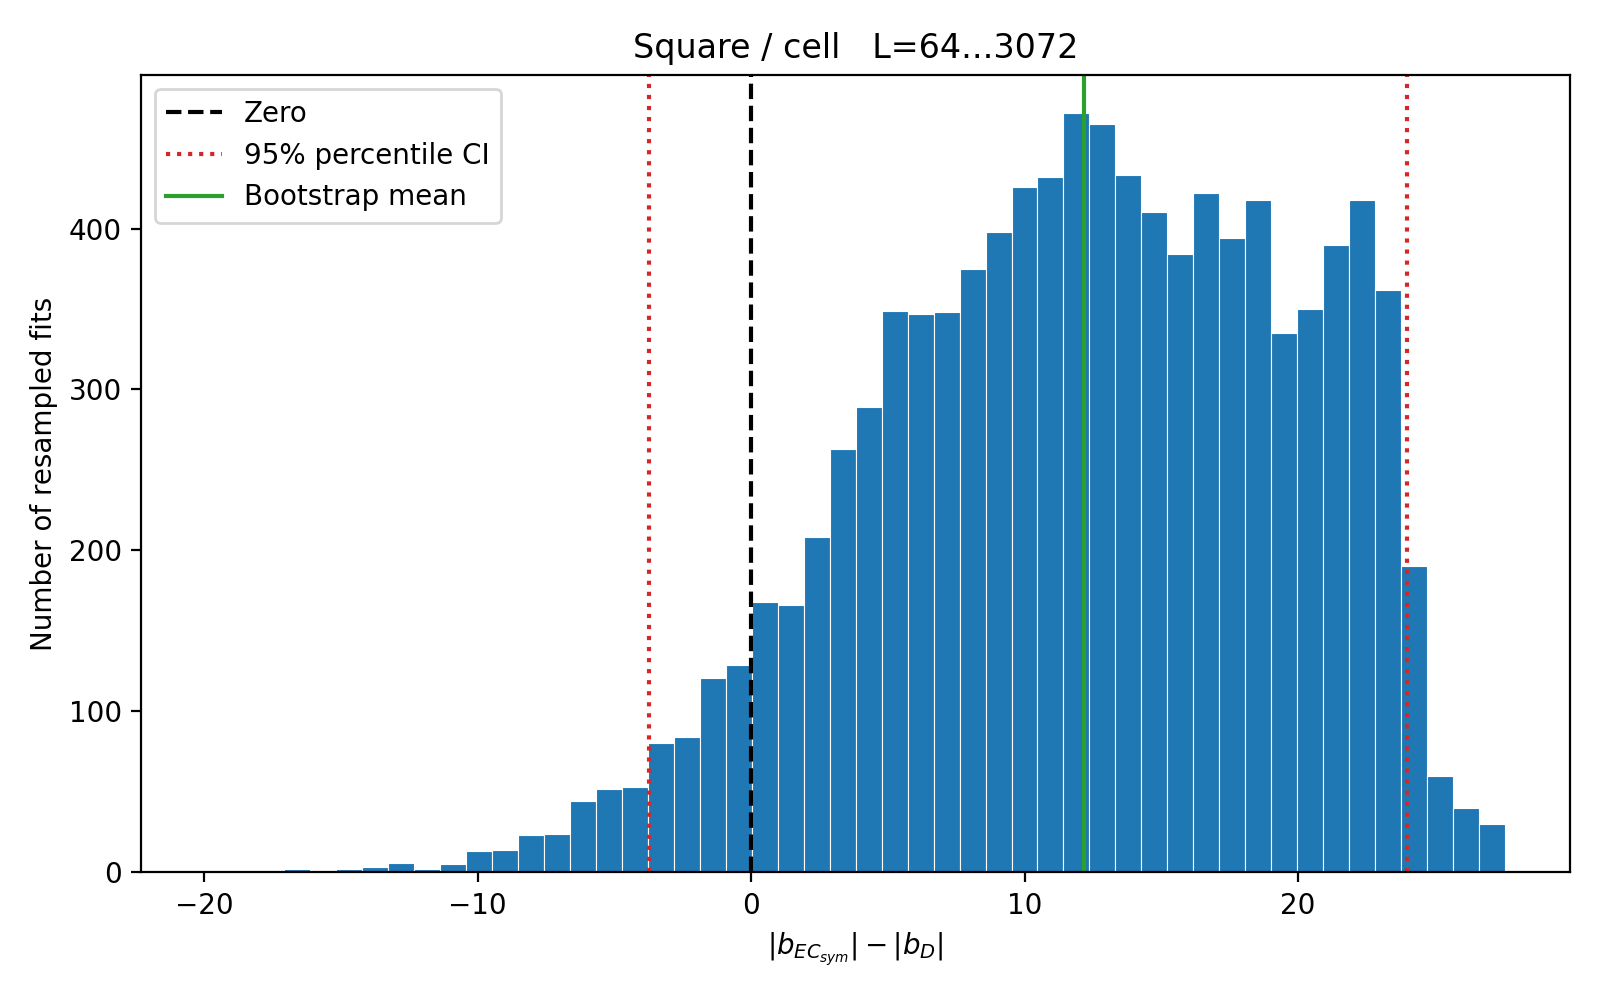 Square / cell   L=64...3072
Zero
95% percentile CI
Bootstrap mean
Number of resampled fits
400
300
200
100
0
−20
−10
0
10
20
|b_{EC_{sym}}| − |b_D|